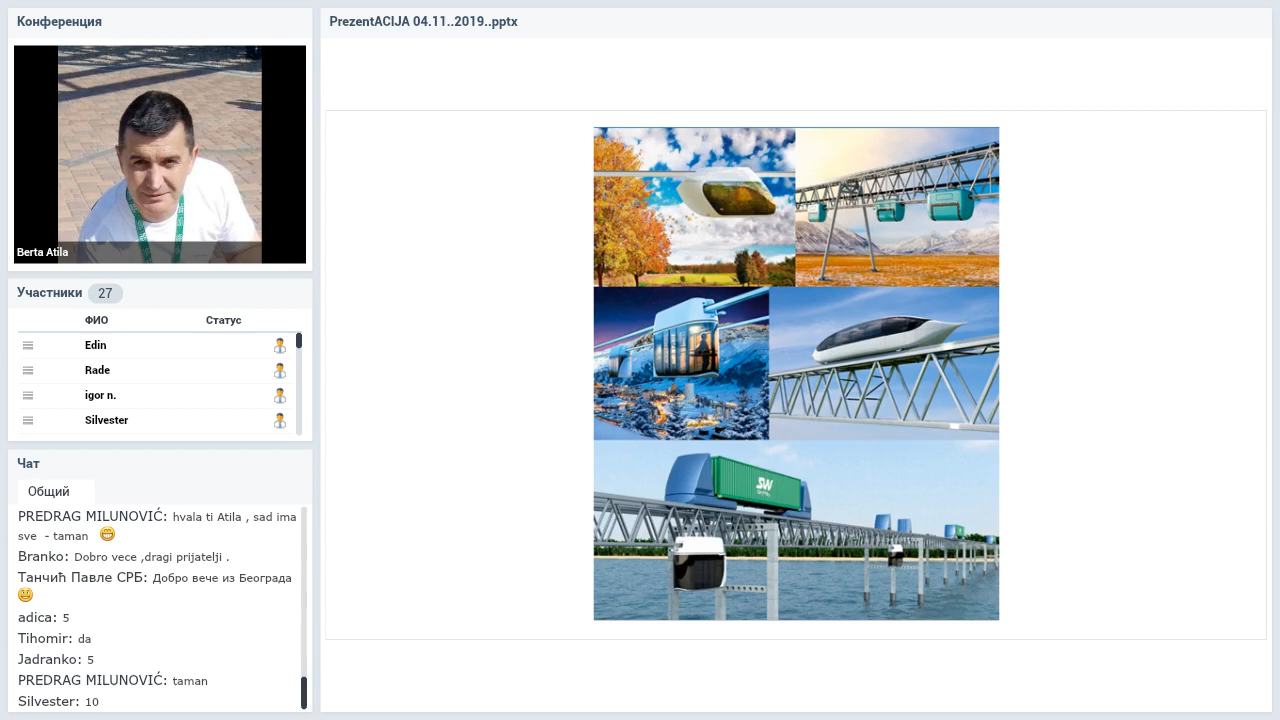 Конференция
Berta Atila
Участники 27
ФИО Статус
Edin
Rade
igor n.
Silvester
Чат
Общий
PREDRAG MILUNOVIĆ: hvala ti Atila , sad ima
sve - taman
Branko: Dobro vece ,dragi prijatelji .
Танчић Павле СРБ: Добро вече из Београда
adica: 5
Tihomir: da
Jadranko: 5
PREDRAG MILUNOVIĆ: taman
Silvester: 10
PrezentACIJA 04.11..2019..pptx
SW